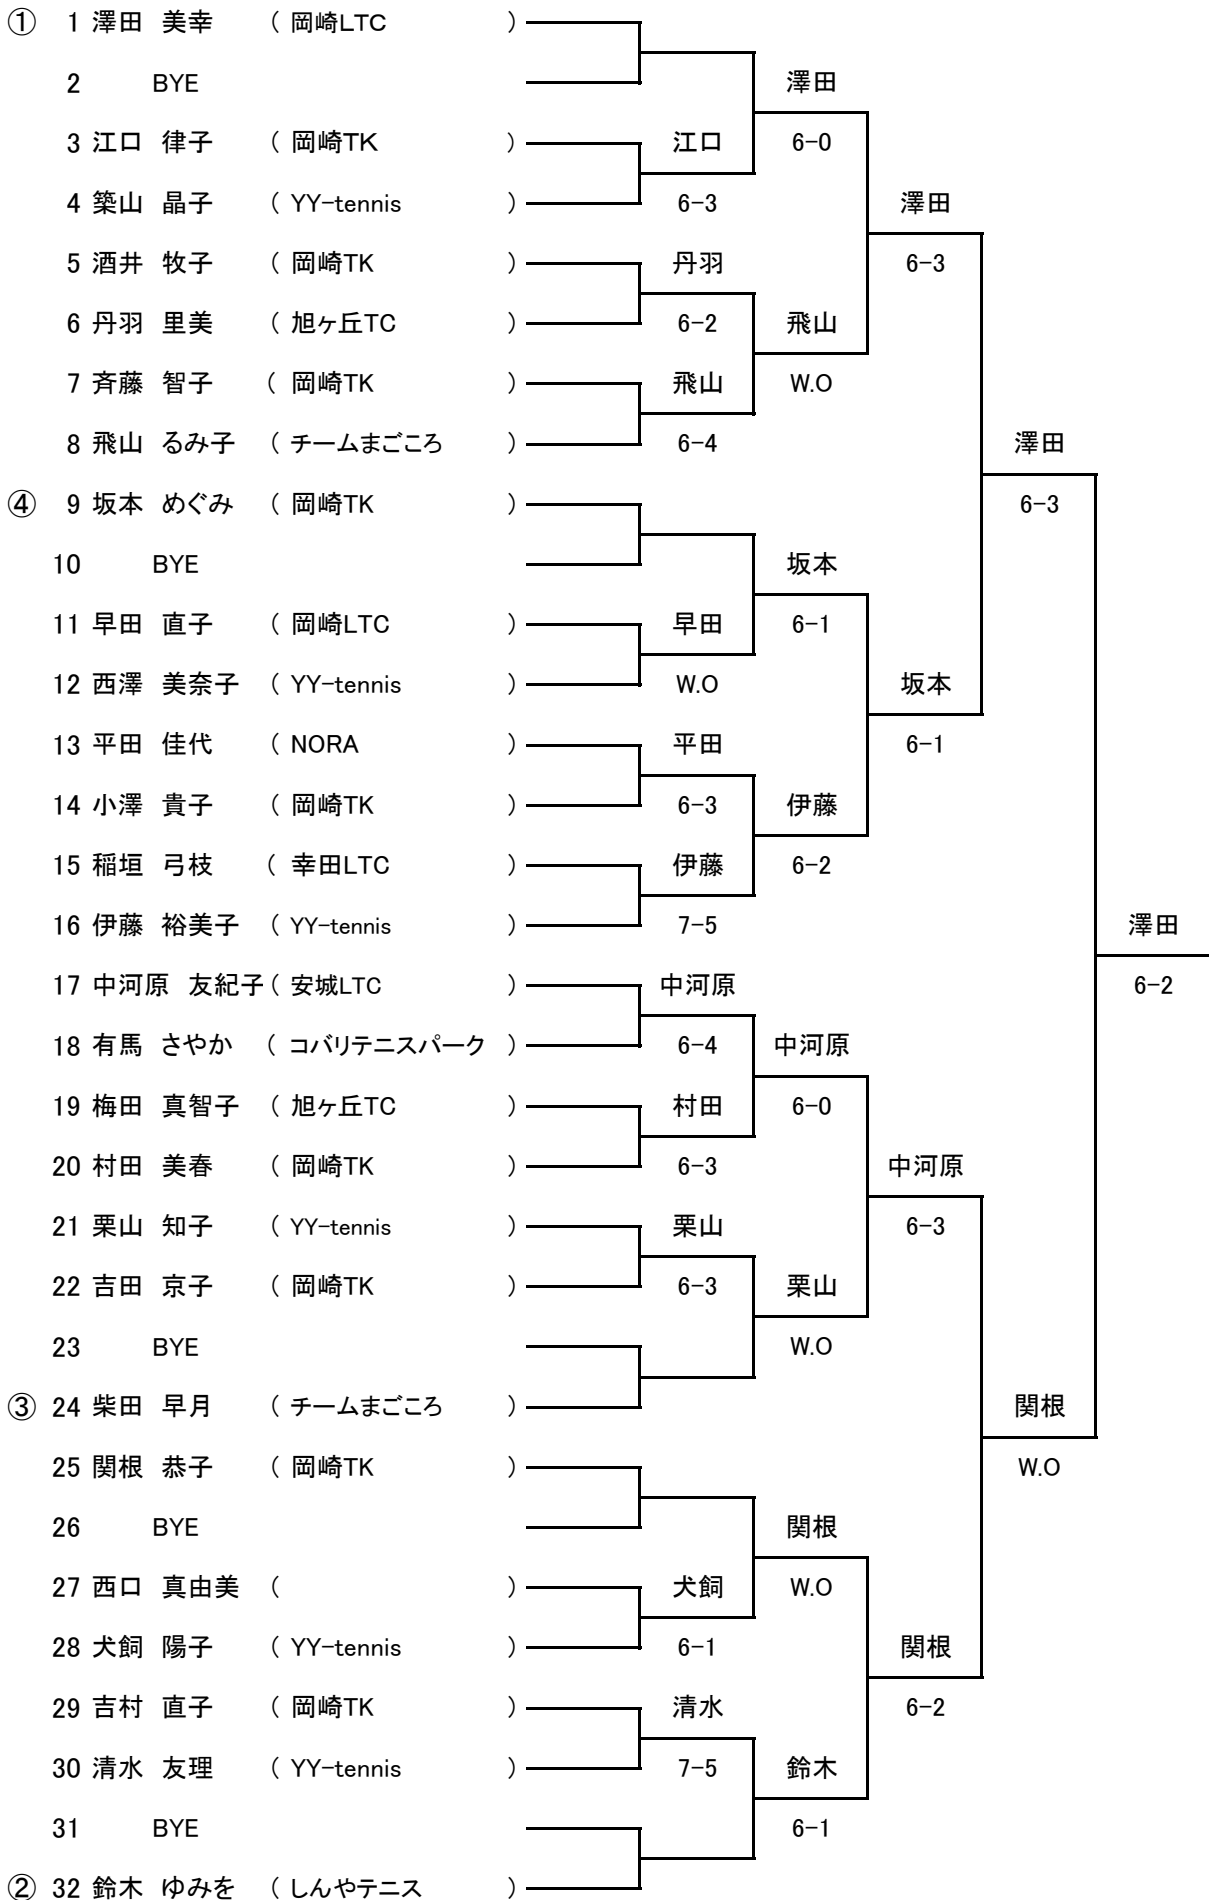 ① 1 澤田 美幸 ( 岡崎LTC )
2 BYE 澤田
3 江口 律子 ( 岡崎TK ) 江口 6-0
4 築山 晶子 ( YY-tennis ) 6-3 澤田
5 酒井 牧子 ( 岡崎TK ) 丹羽 6-3
6 丹羽 里美 ( 旭ヶ丘TC ) 6-2 飛山
7 斉藤 智子 ( 岡崎TK ) 飛山 W.O
8 飛山 るみ子 ( チームまごころ ) 6-4 澤田
④ 9 坂本 めぐみ ( 岡崎TK ) 6-3
10 BYE 坂本
11 早田 直子 ( 岡崎LTC ) 早田 6-1
12 西澤 美奈子 ( YY-tennis ) W.O 坂本
13 平田 佳代 ( NORA ) 平田 6-1
14 小澤 貴子 ( 岡崎TK ) 6-3 伊藤
15 稲垣 弓枝 ( 幸田LTC ) 伊藤 6-2
16 伊藤 裕美子 ( YY-tennis ) 7-5 澤田
17 中河原 友紀子 ( 安城LTC ) 中河原 6-2
18 有馬 さやか ( コバリテニスパーク ) 6-4 中河原
19 梅田 真智子 ( 旭ヶ丘TC ) 村田 6-0
20 村田 美春 ( 岡崎TK ) 6-3 中河原
21 栗山 知子 ( YY-tennis ) 栗山 6-3
22 吉田 京子 ( 岡崎TK ) 6-3 栗山
23 BYE W.O
③ 24 柴田 早月 ( チームまごころ ) 関根
25 関根 恭子 ( 岡崎TK ) W.O
26 BYE 関根
27 西口 真由美 ( ) 犬飼 W.O
28 犬飼 陽子 ( YY-tennis ) 6-1 関根
29 吉村 直子 ( 岡崎TK ) 清水 6-2
30 清水 友理 ( YY-tennis ) 7-5 鈴木
31 BYE 6-1
② 32 鈴木 ゆみを ( しんやテニス )